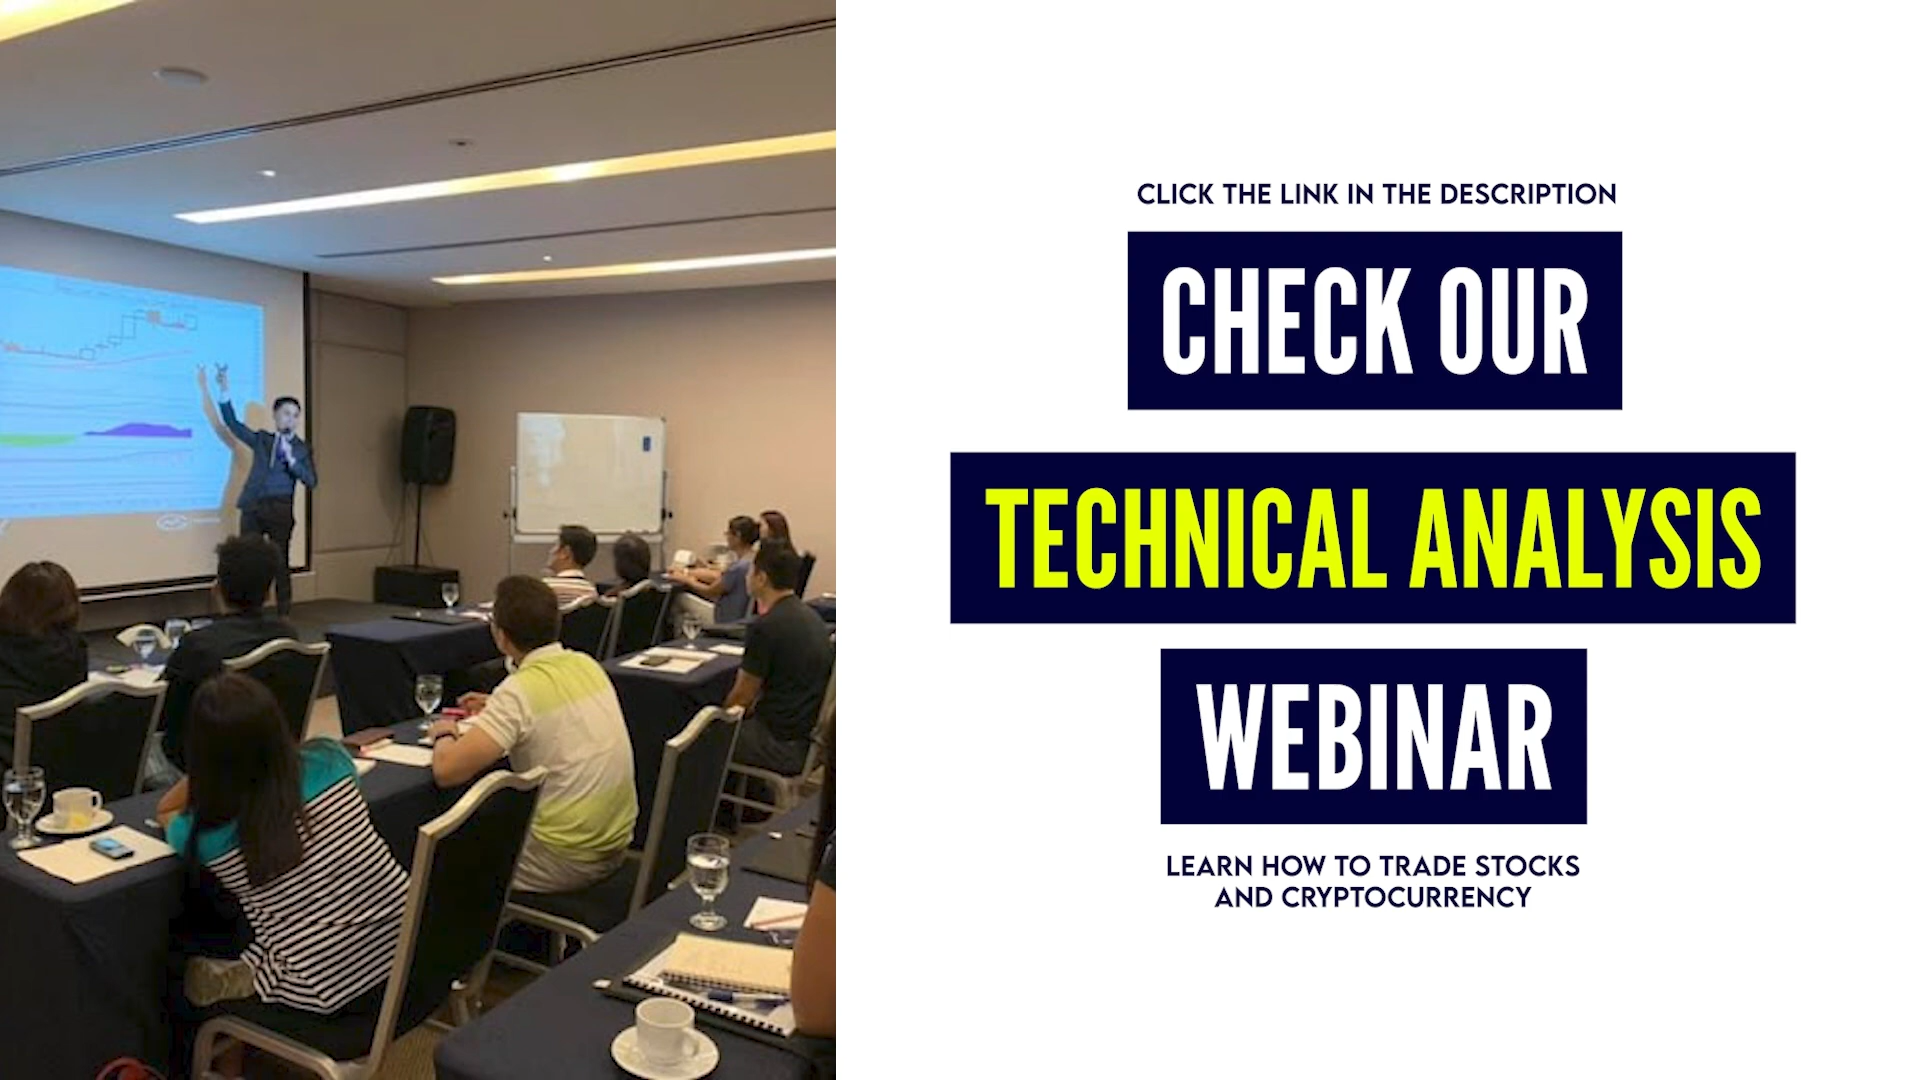 CLICK THE LINK IN THE DESCRIPTION
CHECK OUR
TECHNICAL ANALYSIS
WEBINAR
LEARN HOW TO TRADE STOCKS
AND CRYPTOCURRENCY